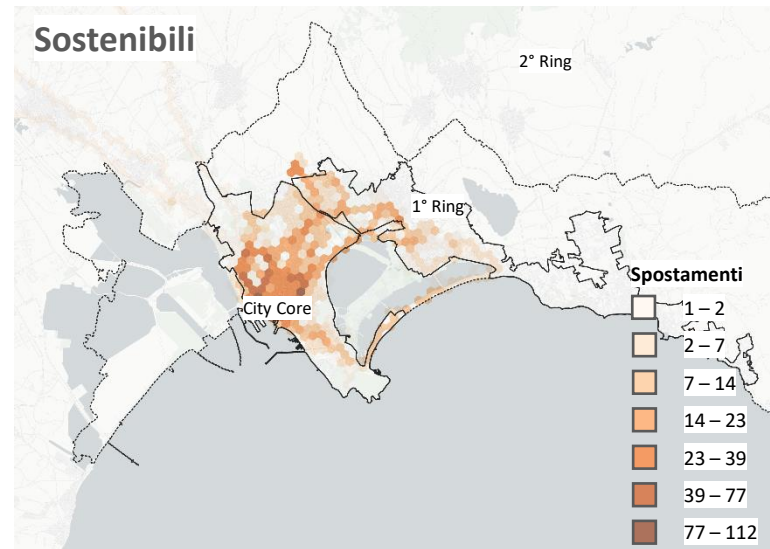 Sostenibili
2° Ring
1° Ring
City Core
Spostamenti
1 – 2
2 – 7
7 – 14
14 – 23
23 – 39
39 – 77
77 – 112